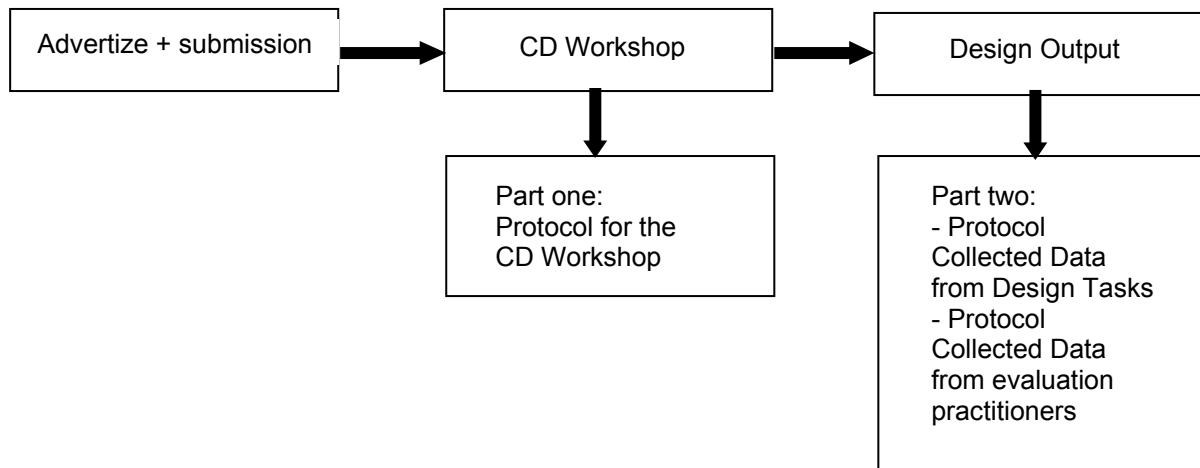 Advertize + submission
CD Workshop
Design Output
Part one:
Protocol for the
CD Workshop
Part two:
- Protocol
Collected Data
from Design Tasks
- Protocol
Collected Data
from evaluation
practitioners